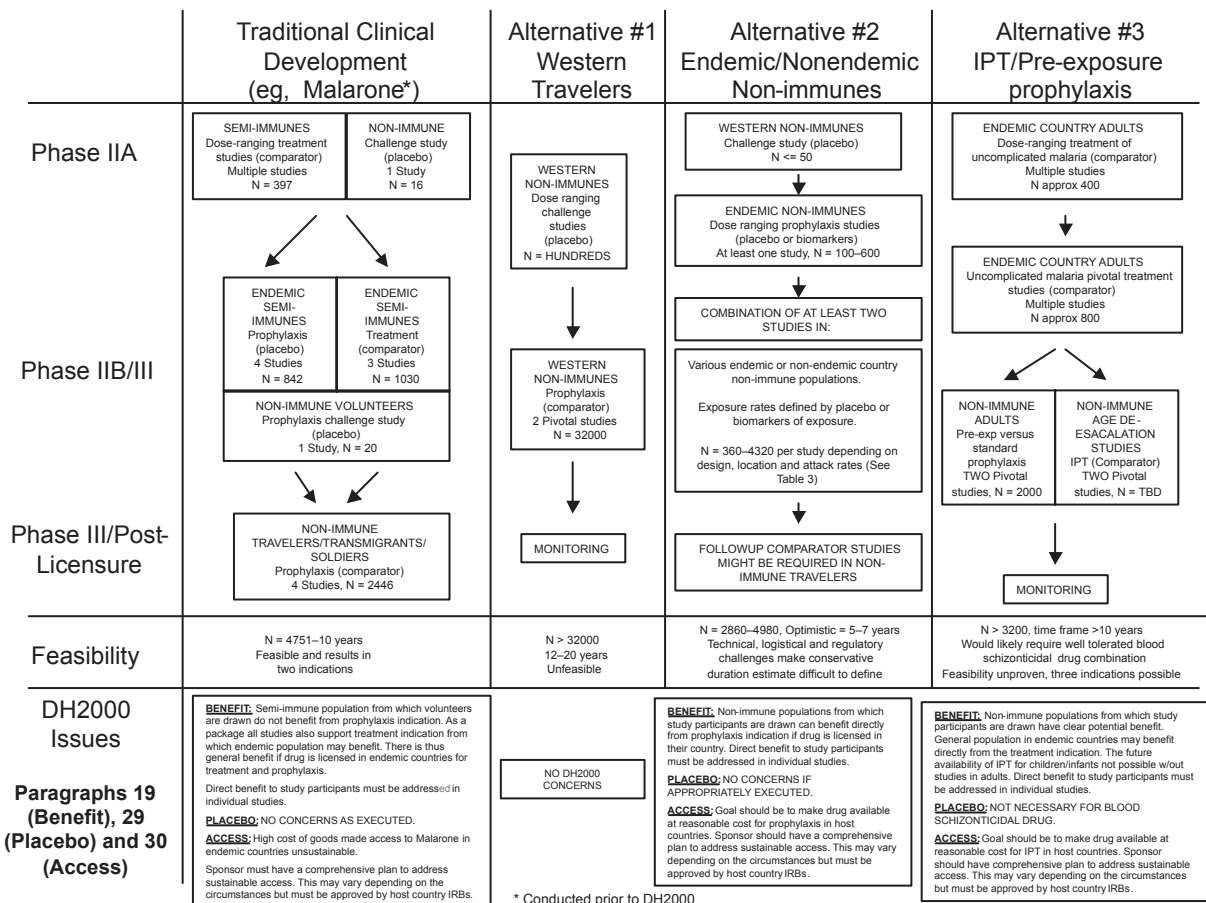 Traditional Clinical
Development
(eg, Malarone*)
Alternative #1
Western
Travelers
Alternative #2
Endemic/Nonendemic
Non-immunes
Alternative #3
IPT/Pre-exposure
prophylaxis
Phase IIA
SEMI-IMMUNES
Dose-ranging treatment
studies (comparator)
Multiple studies
N = 397
NON-IMMUNE
Challenge study
(placebo)
1 Study
N = 16
WESTERN
NON-IMMUNES
Dose ranging
challenge
studies
(placebo)
N = HUNDREDS
WESTERN NON-IMMUNES
Challenge study (placebo)
N <= 50
ENDEMIC NON-IMMUNES
Dose ranging prophylaxis studies
(placebo or biomarkers)
At least one study, N = 100–600
ENDEMIC COUNTRY ADULTS
Dose-ranging treatment of
uncomplicated malaria (comparator)
Multiple studies
N approx 400
Phase IIB/III
ENDEMIC
SEMI-
IMMUNES
Prophylaxis
(placebo)
4 Studies
N = 842
ENDEMIC
SEMI-
IMMUNES
Treatment
(comparator)
3 Studies
N = 1030
NON-IMMUNE VOLUNTEERS
Prophylaxis challenge study
(placebo)
1 Study, N = 20
WESTERN
NON-IMMUNES
Prophylaxis
(comparator)
2 Pivotal studies
N = 32000
COMBINATION OF AT LEAST TWO
STUDIES IN:
Various endemic or non-endemic country
non-immune populations.
Exposure rates defined by placebo or
biomarkers of exposure.
N = 360–4320 per study depending on
design, location and attack rates (See
Table 3)
ENDEMIC COUNTRY ADULTS
Uncomplicated malaria pivotal treatment
studies (comparator)
Multiple studies
N approx 800
NON-IMMUNE
ADULTS
Pre-exp versus
standard
prophylaxis
TWO Pivotal
studies, N = 2000
NON-IMMUNE
AGE DE-
ESACALATION
STUDIES
IPT (Comparator)
TWO Pivotal
studies, N = TBD
Phase III/Post-
Licensure
NON-IMMUNE
TRAVELERS/TRANSMIGRANTS/
SOLDIERS
Prophylaxis (comparator)
4 Studies, N = 2446
MONITORING
FOLLOWUP COMPARATOR STUDIES
MIGHT BE REQUIRED IN NON-
IMMUNE TRAVELERS
MONITORING
Feasibility
N = 4751–10 years
Feasible and results in
two indications
N > 32000
12–20 years
Unfeasible
N = 2860–4980, Optimistic = 5–7 years
Technical, logistical and regulatory
challenges make conservative
duration estimate difficult to define
N > 3200, time frame >10 years
Would likely require well tolerated blood
schizonticidal drug combination
Feasibility unproven, three indications possible
DH2000
Issues
Paragraphs 19
(Benefit), 29
(Placebo) and 30
(Access)
BENEFIT: Semi-immune population from which volunteers
are drawn do not benefit from prophylaxis indication. As a
package all studies also support treatment indication from
which endemic population may benefit. There is thus
general benefit if drug is licensed in endemic countries for
treatment and prophylaxis.
Direct benefit to study participants must be addressed in
individual studies.
PLACEBO: NO CONCERNS AS EXECUTED.
ACCESS: High cost of goods made access to Malarone in
endemic countries unsustainable.
Sponsor must have a comprehensive plan to address
sustainable access. This may vary depending on the
circumstances but must be approved by host country IRBs.
NO DH2000
CONCERNS
BENEFIT: Non-immune populations from which
study participants are drawn can benefit directly
from prophylaxis indication if drug is licensed in
their country. Direct benefit to study participants
must be addressed in individual studies.
PLACEBO: NO CONCERNS IF
APPROPRIATELY EXECUTED.
ACCESS: Goal should be to make drug available
at reasonable cost for prophylaxis in host
countries. Sponsor should have a comprehensive
plan to address sustainable access. This may vary
depending on the circumstances but must be
approved by host country IRBs.
BENEFIT: Non-immune populations from which study
participants are drawn have clear potential benefit.
General population in endemic countries may benefit
directly from the treatment indication. The future
availability of IPT for children/infants not possible w/out
studies in adults. Direct benefit to study participants must
be addressed in individual studies.
PLACEBO: NOT NECESSARY FOR BLOOD
SCHIZONTICIDAL DRUG.
ACCESS: Goal should be to make drug available at
reasonable cost for IPT in host countries. Sponsor
should have comprehensive plan to address sustainable
access. This may vary depending on the circumstances
but must be approved by host country IRBs.
* Conducted prior to DH2000